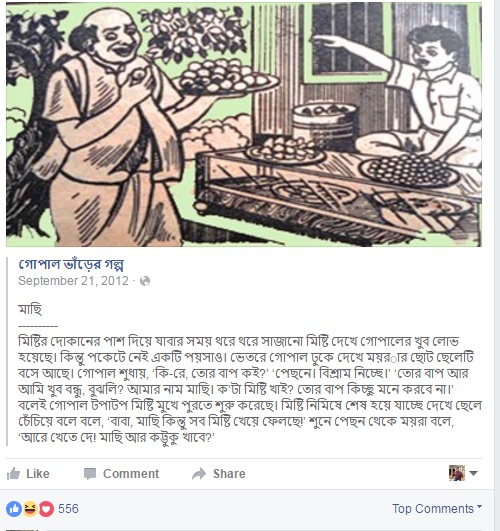 গোপাল ভাঁড়ের গল্প
September 21, 2012 ·
মাছি
----------
মিষ্টির দোকানের পাশ দিয়ে যাবার সময় থরে থরে সাজানো মিষ্টি দেখে গোপালের খুব লোভ
হয়েছে। কিন্তু পকেটে নেই একটি পয়সাও। ভেতরে গোপাল ঢুকে দেখে ময়রার ছোট ছেলেটি
বসে আছে। গোপাল শুধায়, ‘কি-রে, তোর বাপ কই?’ ‘পেছনে। বিশ্রাম নিচ্ছে।’ ‘তোর বাপ আর
আমি খুব বন্ধু, বুঝলি? আমার নাম মাছি। ক’টা মিষ্টি খাই? তোর বাপ কিচ্ছু মনে করবে না।’
বলেই গোপাল টপাটপ মিষ্টি মুখে পুরতে শুরু করেছে। মিষ্টি নিমিষে শেষ হয়ে যাচ্ছে দেখে ছেলে
চেঁচিয়ে বলে বলে, ‘বাবা, মাছি কিন্তু সব মিষ্টি খেয়ে ফেলছে!’ শুনে পেছন থেকে ময়রা বলে,
‘আরে খেতে দে! মাছি আর কট্টুকু খাবে?’
Like Comment Share
556 Top Comments